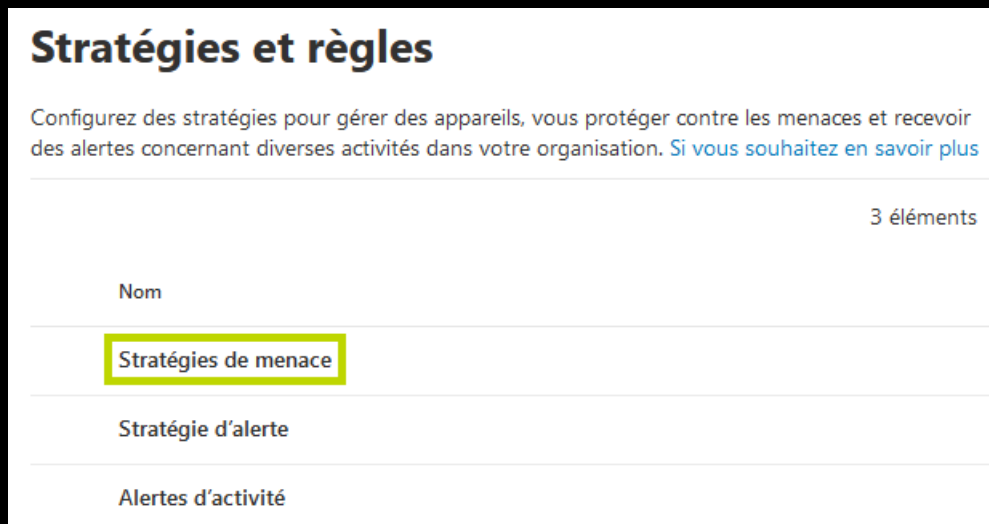 Stratégies et règles
Configurez des stratégies pour gérer des appareils, vous protéger contre les menaces et recevoir
des alertes concernant diverses activités dans votre organisation. Si vous souhaitez en savoir plus
3 éléments
Nom
Stratégies de menace
Stratégie d’alerte
Alertes d’activité